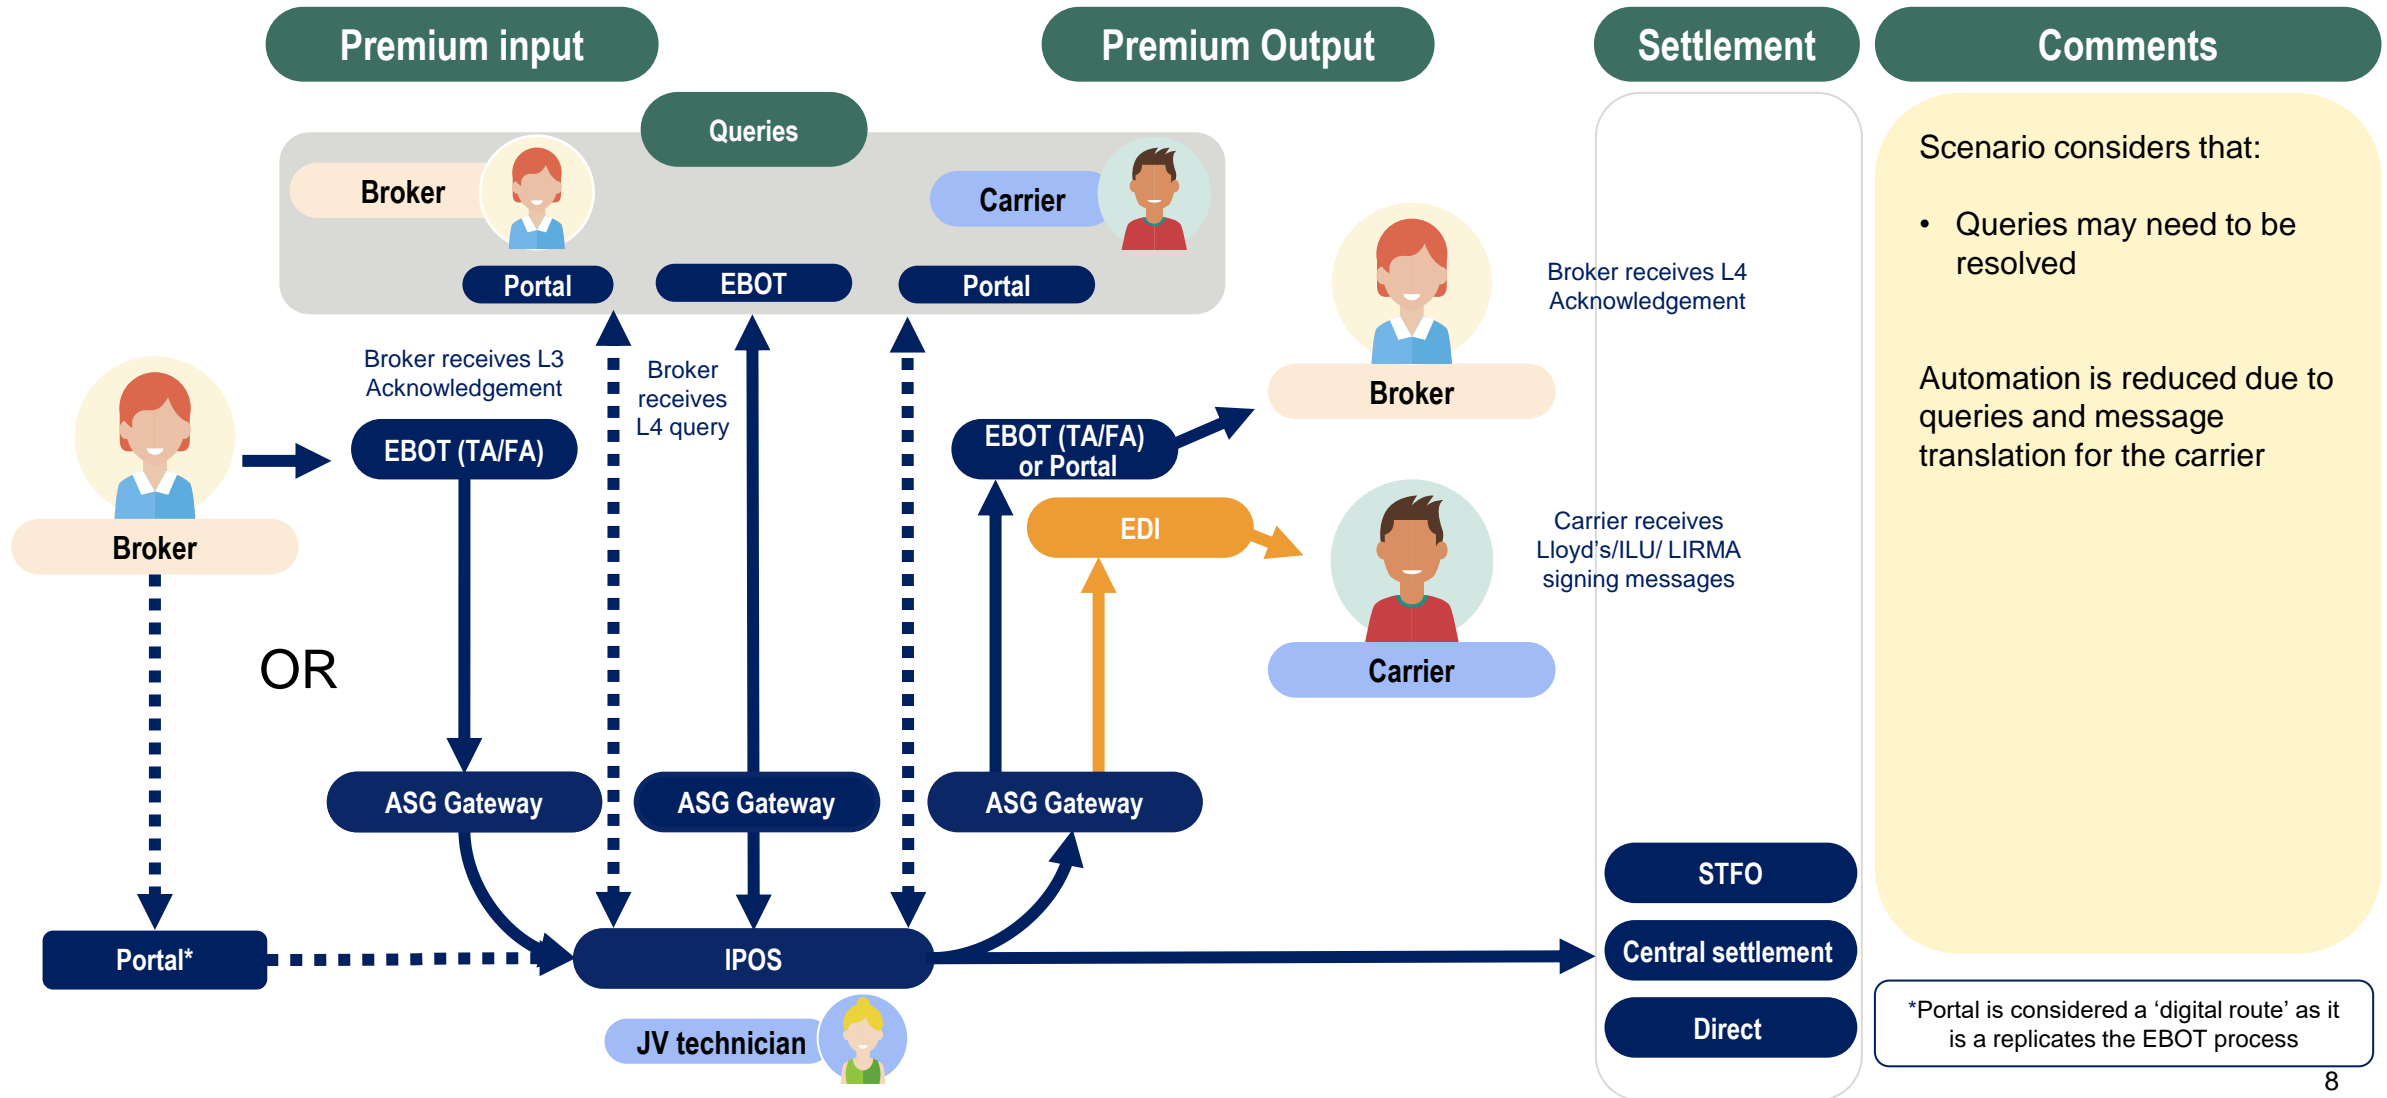 Premium input
Premium Output
Settlement
Comments
Queries
Broker
Carrier
Portal
EBOT
Portal
Broker receives L3
Acknowledgement
Broker
receives
L4 query
EBOT (TA/FA)
Broker
OR
ASG Gateway
ASG Gateway
ASG Gateway
Portal*
IPOS
JV technician
EBOT (TA/FA)
or Portal
EDI
Broker
Broker receives L4
Acknowledgement
Carrier
Carrier receives
Lloyd's/ILU/ LIRMA
signing messages
STFO
Central settlement
Direct
Scenario considers that:
• Queries may need to be
resolved
Automation is reduced due to
queries and message
translation for the carrier
*Portal is considered a ‘digital route’ as it
is a replicates the EBOT process
8